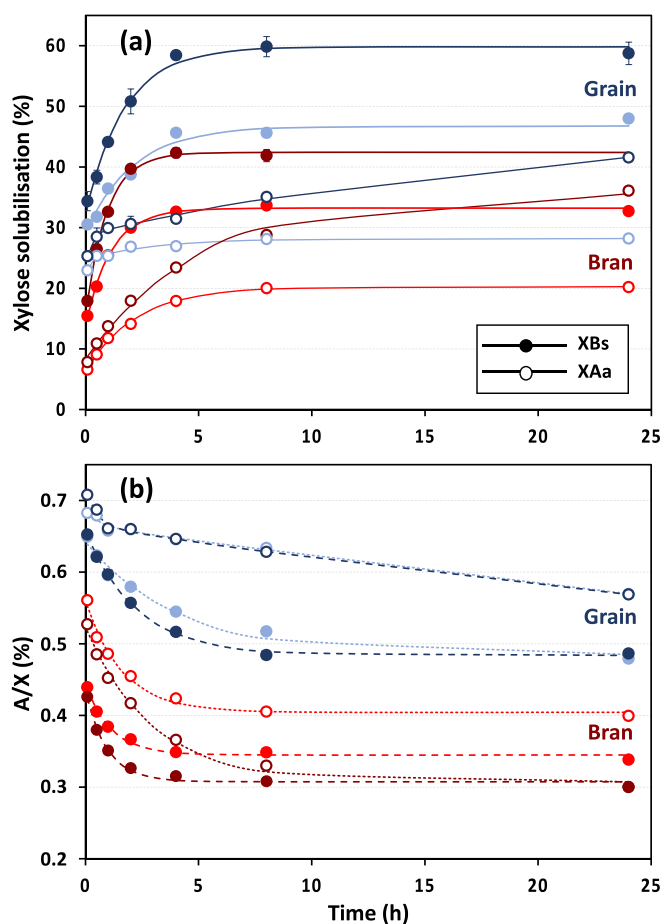 (a)
Xylose solubilisation (%)
60
50
40
30
20
10
0
Grain
Bran
XBs
XAa
0 5 10 15 20 25
(b)
A/X (%)
0.7
0.6
0.5
0.4
0.3
0.2
Grain
Bran
0 5 10 15 20 25
Time (h)